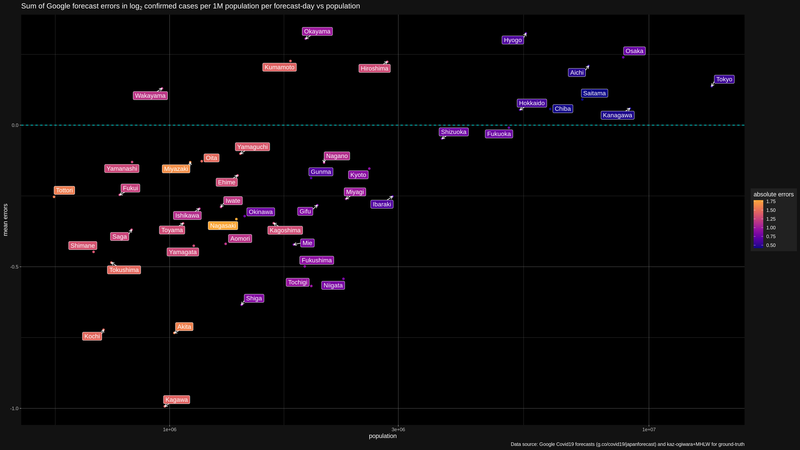 Sum of Google forecast errors in log2 confirmed cases per 1M population per forecast-day vs population
Okayama
Hyogo
Osaka
Kumamoto
Hiroshima
Aichi
Tokyo
Wakayama
Saitama
Hokkaido
Chiba
Kanagawa
0.0
Shizuoka
Fukuoka
Yamaguchi
Oita
Nagano
Yamanashi
Miyazaki
Gunma
Kyoto
Ehime
Tottori
Fukui
Miyagi
absolute errors
1.75
1.50
1.25
1.00
0.75
0.50
Iwate
Ibaraki
Ishikawa
Okinawa
Gifu
mean errors
Nagasaki
Toyama
Kagoshima
Saga
Aomori
Mie
Shimane
Yamagata
Fukushima
-0.5
Tokushima
Tochigi
Niigata
Shiga
Akita
Kochi
Kagawa
-1.0
1e+06
3e+06
1e+07
population
Data source: Google Covid19 forecasts (g.co/covid19/japanforecast) and kaz-ogiwara+MHLW for ground-truth